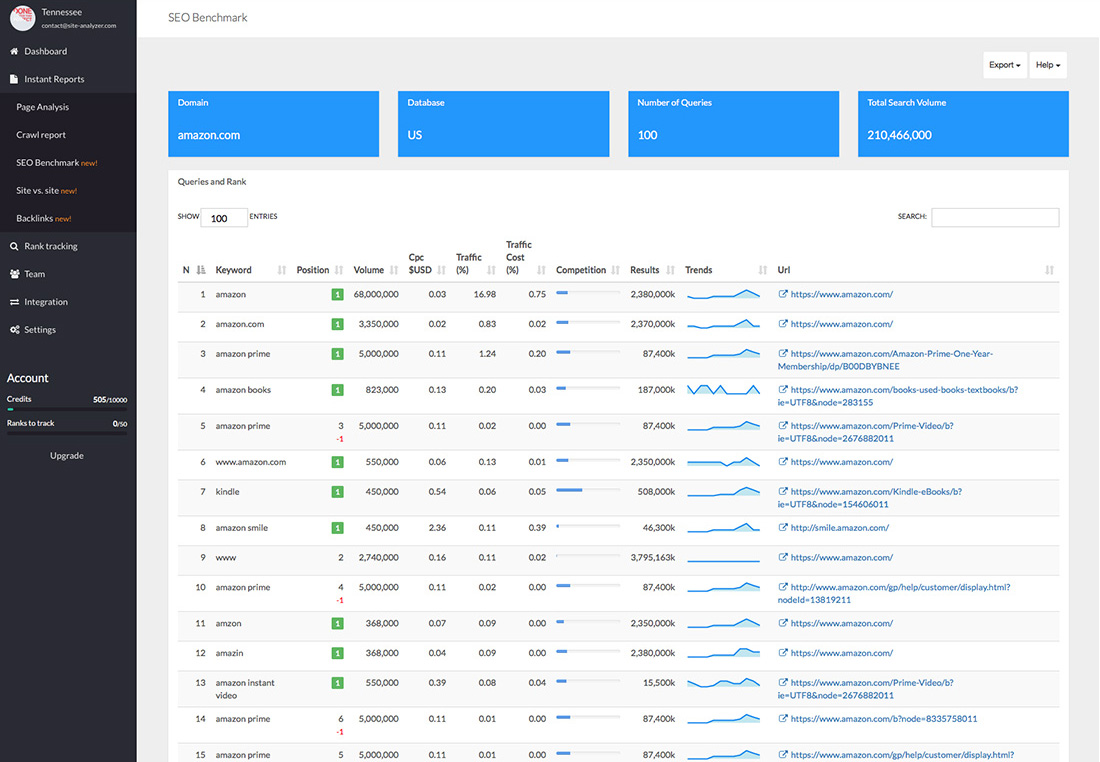 Tennessee
contact@site-analyzer.com
Dashboard
Instant Reports
Page Analysis
Crawl report
SEO Benchmark new!
Site vs. site new!
Backlinks new!
Rank tracking
Team
Integration
Settings
Account
Credits 505/10000
Ranks to track 0/50
Upgrade
SEO Benchmark
Export Help
Domain
amazon.com
Database
US
Number of Queries
100
Total Search Volume
210,466,000
Queries and Rank
SHOW 100 ENTRIES SEARCH:
N Keyword Position Volume Cpc $USD Traffic (%) Traffic Cost (%) Competition Results Trends Url
1 amazon 1 68,000,000 0.03 16.98 0.75 2,380,000k https://www.amazon.com/
2 amazon.com 1 3,350,000 0.02 0.83 0.02 2,370,000k https://www.amazon.com/
3 amazon prime 1 5,000,000 0.11 1.24 0.20 87,400k https://www.amazon.com/Amazon-Prime-One-Year-
Membership/dp/B00DBYBNEE
4 amazon books 1 823,000 0.13 0.20 0.03 187,000k https://www.amazon.com/books-used-books-textbooks/b?
ie=UTF8&node=283155
5 amazon prime 3 5,000,000 0.11 0.02 0.00 87,400k https://www.amazon.com/Prime-Video/b?
-1 ie=UTF8&node=2676882011
6 www.amazon.com 1 550,000 0.06 0.13 0.01 2,350,000k https://www.amazon.com/
7 kindle 1 450,000 0.54 0.06 0.05 508,000k https://www.amazon.com/Kindle-eBooks/b?
ie=UTF8&node=154606011
8 amazon smile 1 450,000 2.36 0.11 0.39 46,300k http://smile.amazon.com/
9 www 2 2,740,000 0.16 0.11 0.02 3,795,163k https://www.amazon.com/
10 amazon prime 4 5,000,000 0.11 0.02 0.00 87,400k http://www.amazon.com/gp/help/customer/display.html?
-1 nodeId=13819211
11 amzon 1 368,000 0.07 0.09 0.00 2,350,000k https://www.amazon.com/
12 amazin 1 368,000 0.04 0.09 0.00 2,380,000k https://www.amazon.com/
13 amazon instant 1 550,000 0.39 0.08 0.04 15,500k https://www.amazon.com/Prime-Video/b?
video ie=UTF8&node=2676882011
14 amazon prime 6 5,000,000 0.11 0.01 0.00 87,400k https://www.amazon.com/b?node=8335758011
-1
15 amazon prime 5 5,000,000 0.11 0.01 0.00 87,400k https://www.amazon.com/gp/help/customer/display.html?